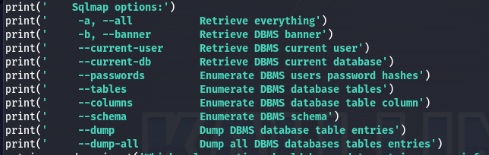 print('    Sqlmap options:')
print('     -a, --all          Retrieve everything')
print('     -b, --banner       Retrieve DBMS banner')
print('     --current-user     Retrieve DBMS current user')
print('     --current-db       Retrieve DBMS current database')
print('     --passwords        Enumerate DBMS users password hashes')
print('     --tables           Enumerate DBMS database tables')
print('     --columns          Enumerate DBMS database table column')
print('     --schema           Enumerate DBMS schema')
print('     --dump             Dump DBMS database table entries')
print('     --dump-all         Dump all DBMS databases tables entries')